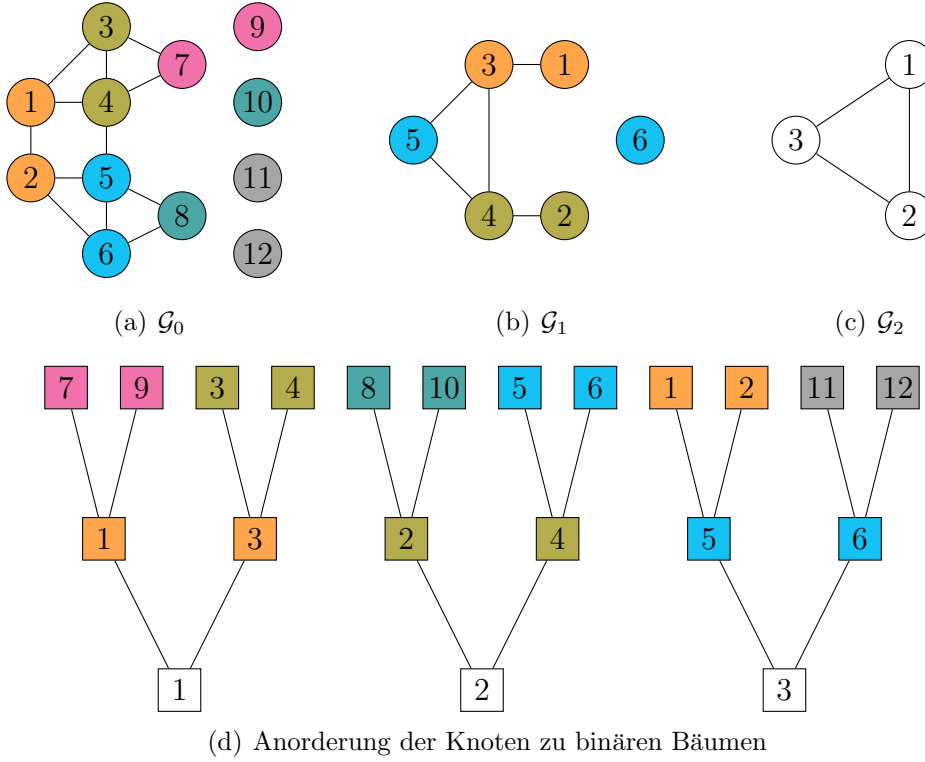 3 9
7
1 4 10
2 5 11
8
6 12
3 1
5 6
4 2
1
3
2
(a) 𝒢₀ (b) 𝒢₁ (c) 𝒢₂
7 9 3 4 8 10 5 6 1 2 11 12
1 3 2 4 5 6
1 2 3
(d) Anorderung der Knoten zu binären Bäumen